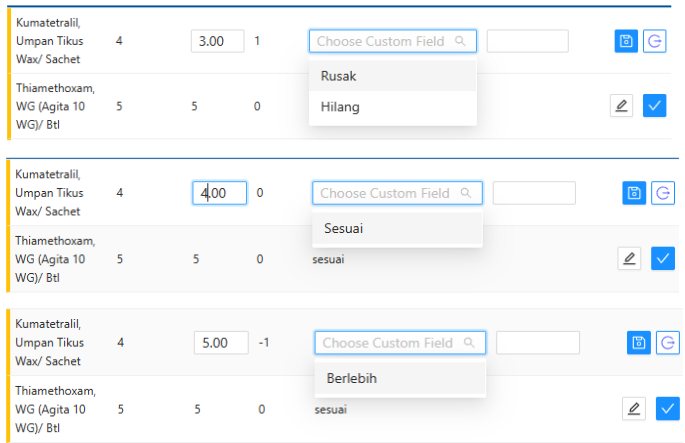 Kumatetralil,
Umpan Tikus 4 3.00 1 Choose Custom Field
Wax/ Sachet
Rusak
Thiamethoxam,
WG (Agita 10 5 5 0 Hilang
WG)/ Btl
Kumatetralil,
Umpan Tikus 4 4.00 0 Choose Custom Field
Wax/ Sachet
Sesuai
Thiamethoxam,
WG (Agita 10 5 5 0 sesuai
WG)/ Btl
Kumatetralil,
Umpan Tikus 4 5.00 -1 Choose Custom Field
Wax/ Sachet
Berlebih
Thiamethoxam,
WG (Agita 10 5 5 0 sesuai
WG)/ Btl